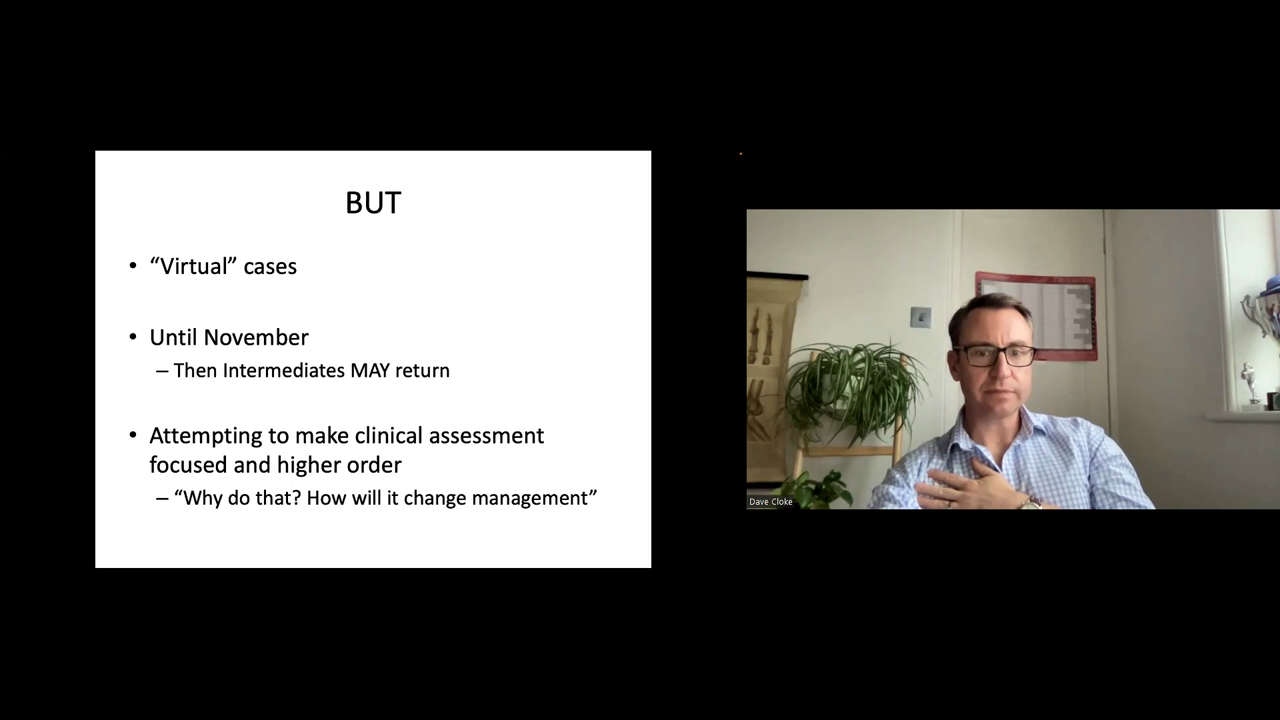 BUT
• “Virtual” cases
• Until November
– Then Intermediates MAY return
• Attempting to make clinical assessment
focused and higher order
– “Why do that? How will it change management”
Dave Cloke